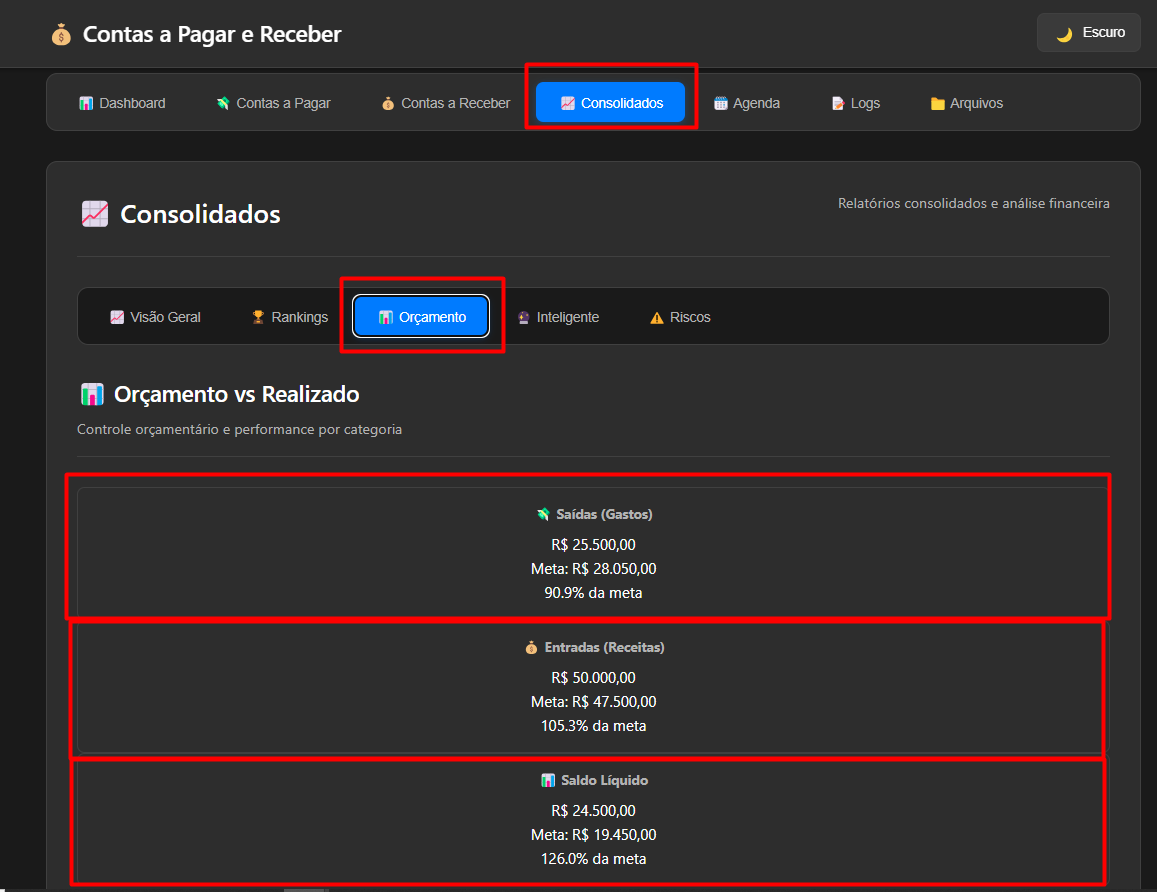 Contas a Pagar e Receber
Escuro
Dashboard
Contas a Pagar
Contas a Receber
Consolidados
Agenda
Logs
Arquivos
Consolidados
Relatórios consolidados e análise financeira
Visão Geral
Rankings
Orçamento
Inteligente
Riscos
Orçamento vs Realizado
Controle orçamentário e performance por categoria
Saídas (Gastos)
R$ 25.500,00
Meta: R$ 28.050,00
90.9% da meta
Entradas (Receitas)
R$ 50.000,00
Meta: R$ 47.500,00
105.3% da meta
Saldo Líquido
R$ 24.500,00
Meta: R$ 19.450,00
126.0% da meta